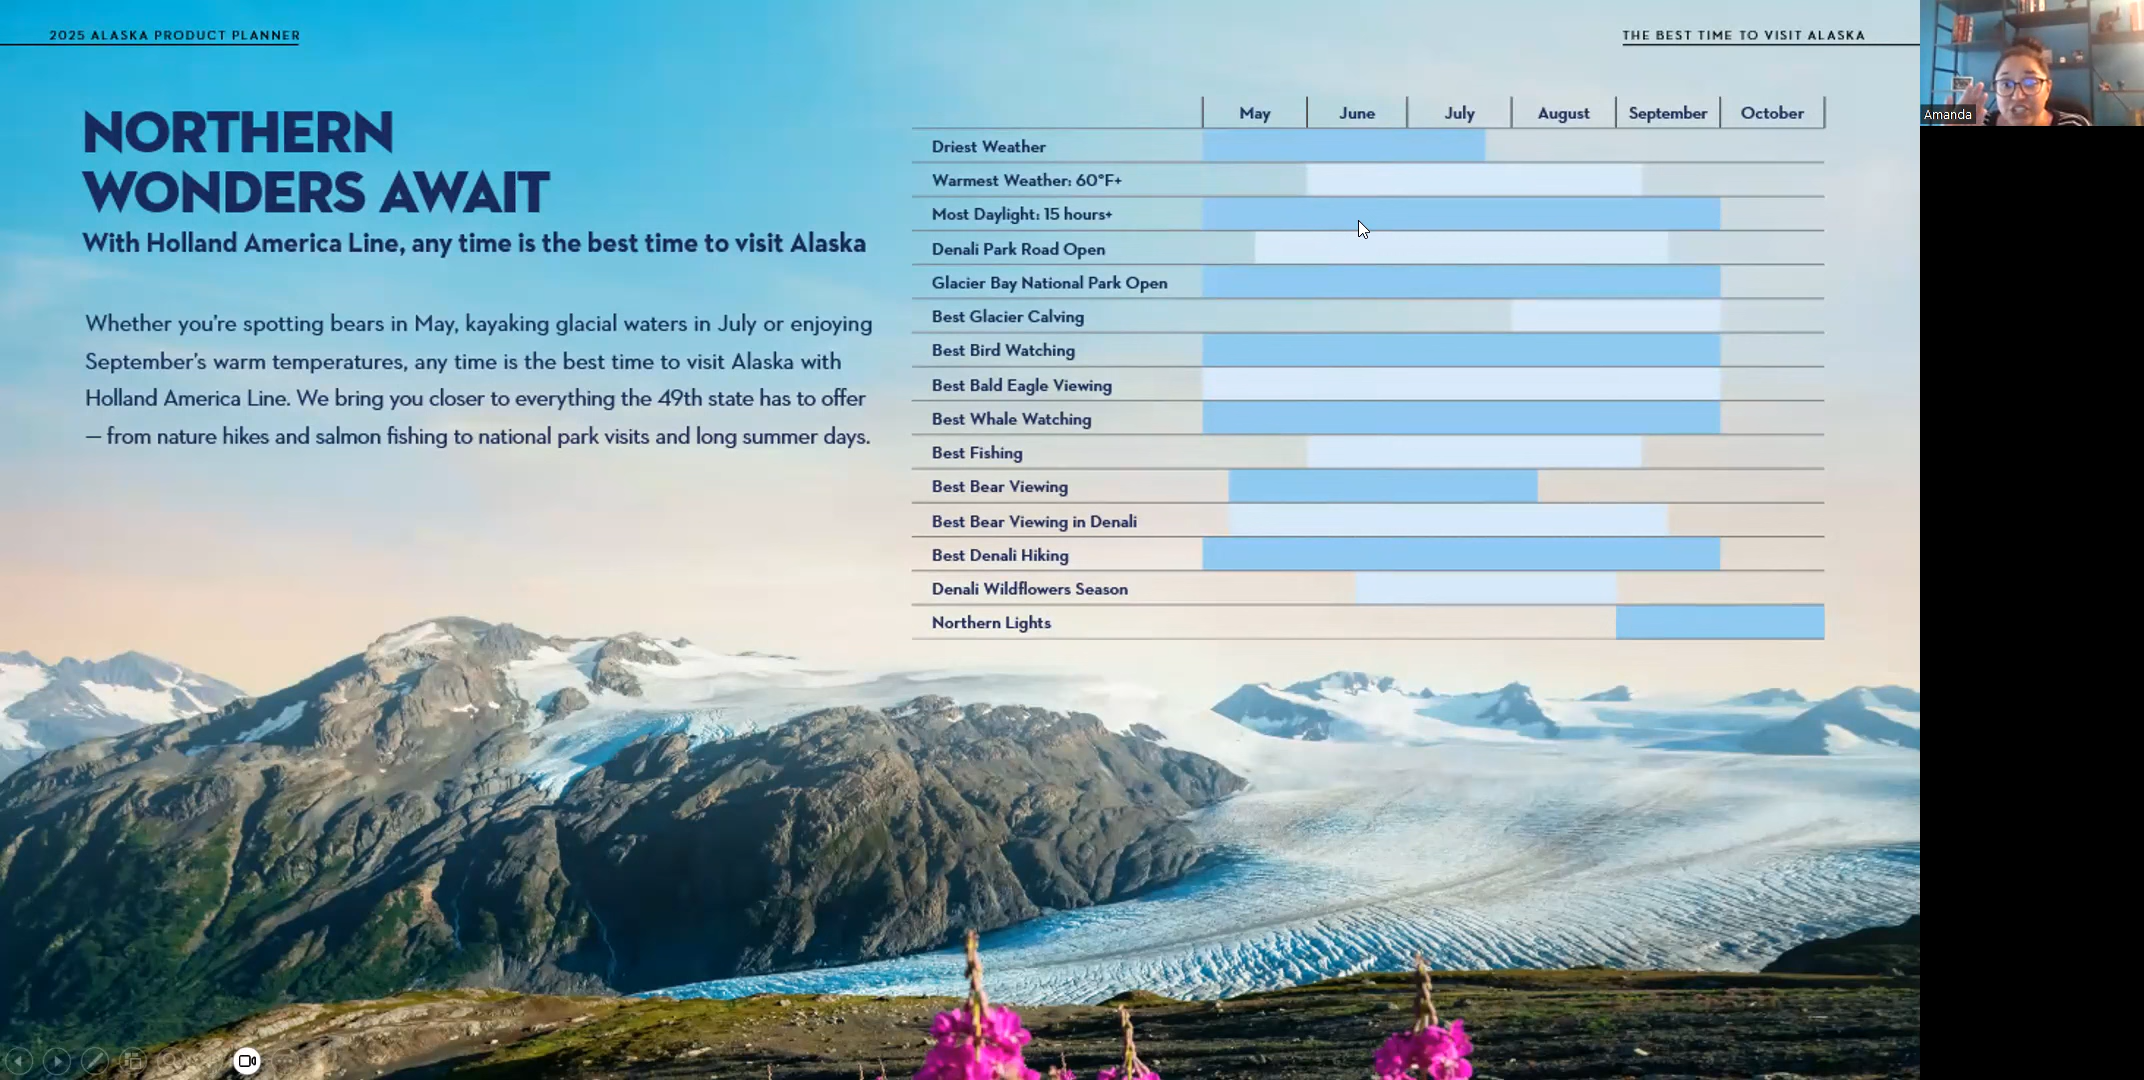 2025 ALASKA PRODUCT PLANNER
THE BEST TIME TO VISIT ALASKA
Amanda
NORTHERN
WONDERS AWAIT
With Holland America Line, any time is the best time to visit Alaska
Whether you're spotting bears in May, kayaking glacial waters in July or enjoying
September's warm temperatures, any time is the best time to visit Alaska with
Holland America Line. We bring you closer to everything the 49th state has to offer
— from nature hikes and salmon fishing to national park visits and long summer days.
May June July August September October
Driest Weather
Warmest Weather: 60°F+
Most Daylight: 15 hours+
Denali Park Road Open
Glacier Bay National Park Open
Best Glacier Calving
Best Bird Watching
Best Bald Eagle Viewing
Best Whale Watching
Best Fishing
Best Bear Viewing
Best Bear Viewing in Denali
Best Denali Hiking
Denali Wildflowers Season
Northern Lights